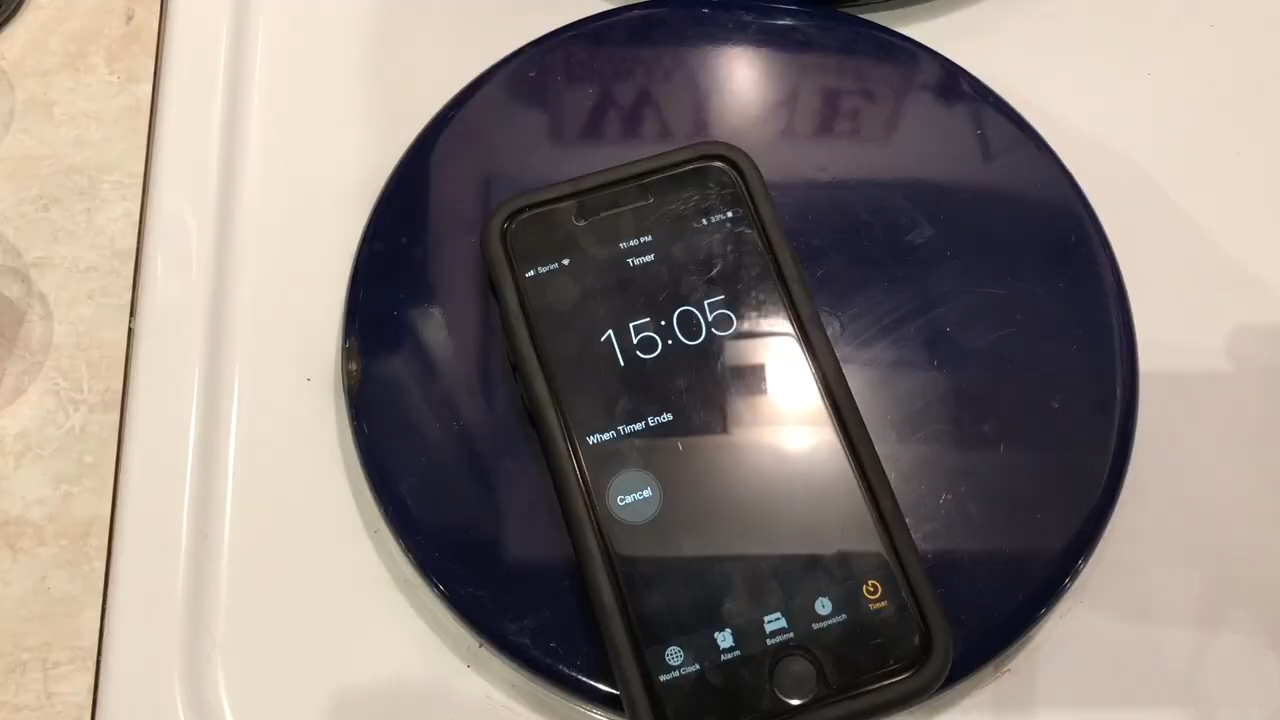 33%
11:40 PM
Sprint
Timer
15:05
When Timer Ends
Cancel
World Clock
Alarm
Bedtime
Stopwatch
Timer